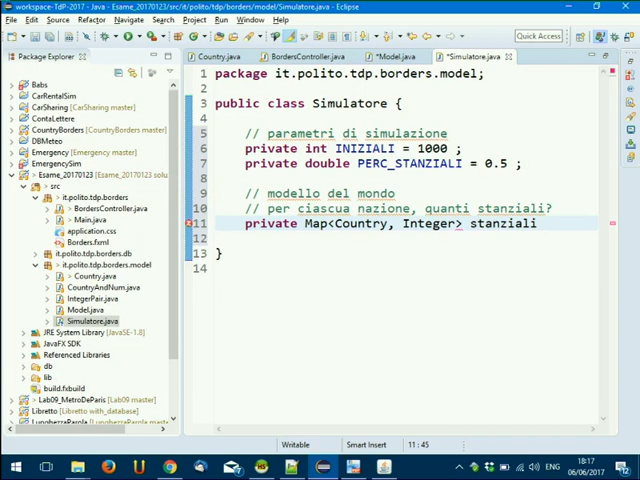 workspace-TdP-2017 - Java - Esame_20170123/src/it/polito/tdp/borders/model/Simulatore.java - Eclipse
File Edit Source Refactor Navigate Search Project Run Window Help
Quick Access
Package Explorer
Country.java BordersController.java *Model.java *Simulatore.java
Babs
CarRentalSim
CarSharing [CarSharing master]
ContaLettere
CountryBorders [CountryBorders master]
DBMeteo
Emergency [Emergency master]
EmergencySim
Esame_20170123 [Esame_20170123 solu
src
it.polito.tdp.borders
BordersController.java
Main.java
application.css
Borders.fxml
it.polito.tdp.borders.db
it.polito.tdp.borders.model
Country.java
CountryAndNum.java
IntegerPair.java
Model.java
Simulatore.java
JRE System Library [JavaSE-1.8]
JavaFX SDK
Referenced Libraries
db
lib
build.fxbuild
Lab09_MetroDeParis [Lab09 master]
Libretto [Libretto with_database]
LunghezzaParola [LunghezzaParola mast
1 package it.polito.tdp.borders.model;
2
3 public class Simulatore {
4
5 // parametri di simulazione
6 private int INIZIALI = 1000 ;
7 private double PERC_STANZIALI = 0.5 ;
8
9 // modello del mondo
10 // per ciascua nazione, quanti stanziali?
11 private Map<Country, Integer> stanziali
12
13 }
14
Writable Smart Insert 11 : 45
18:17
06/06/2017